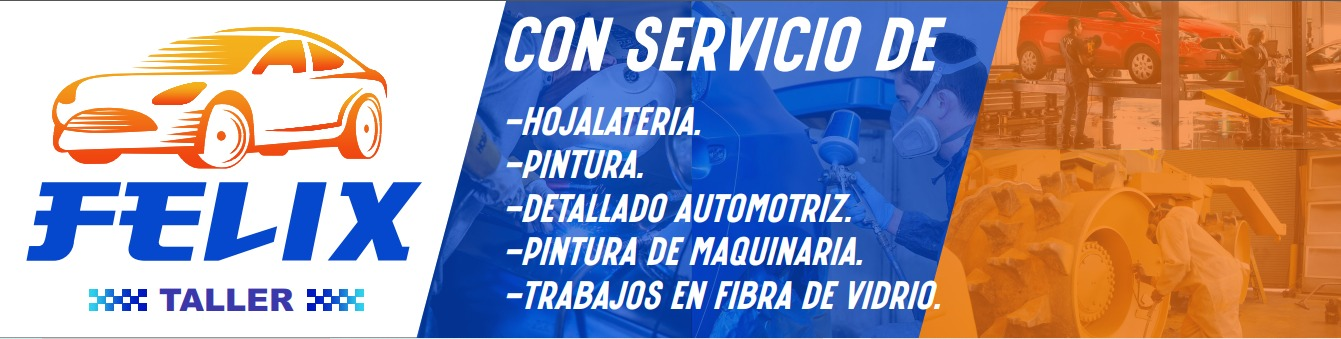 FELIX
TALLER
CON SERVICIO DE
-HOJALATERIA.
-PINTURA.
-DETALLADO AUTOMOTRIZ.
-PINTURA DE MAQUINARIA.
-TRABAJOS EN FIBRA DE VIDRIO.